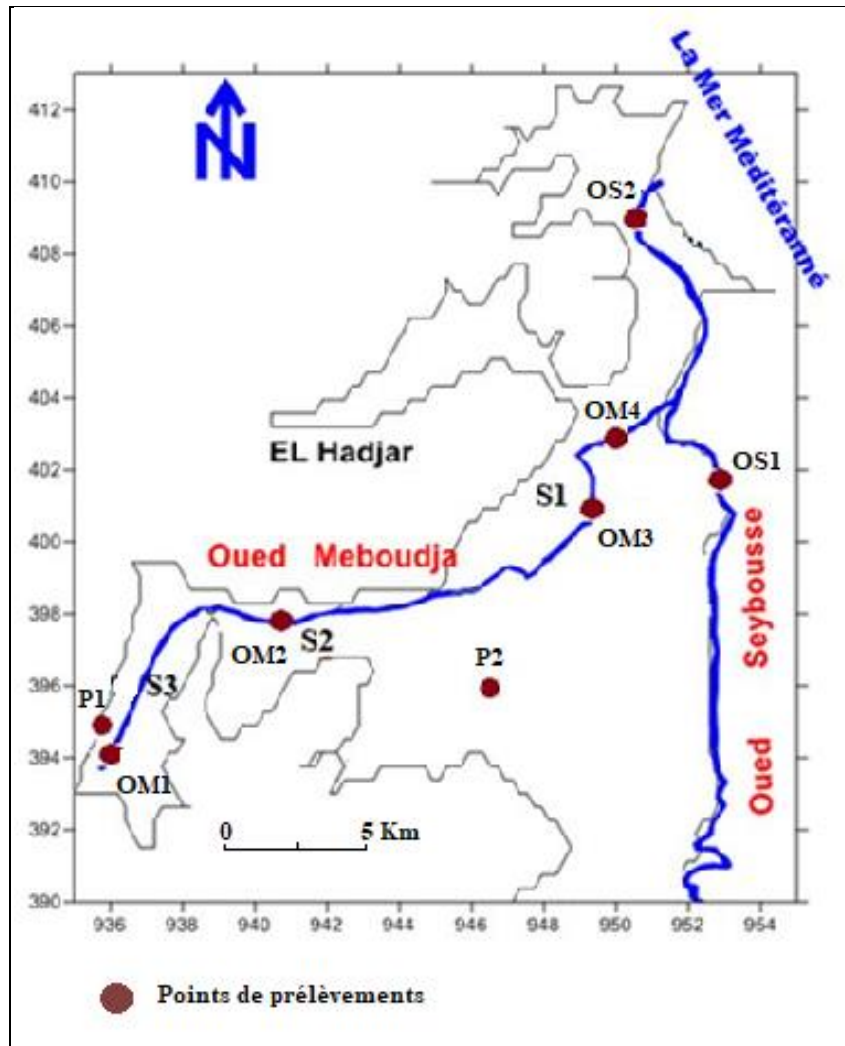 La Mer Méditéranné
412
N
410
OS2
408
406
404
OM4
EL Hadjar
402
OS1
S1
400
OM3
Oued Meboudja
398
OM2
S2
P2
396
S3
P1
394
OM1
Oued Seybousse
392
0 5 Km
390
936 938 940 942 944 946 948 950 952 954
Points de prélèvements